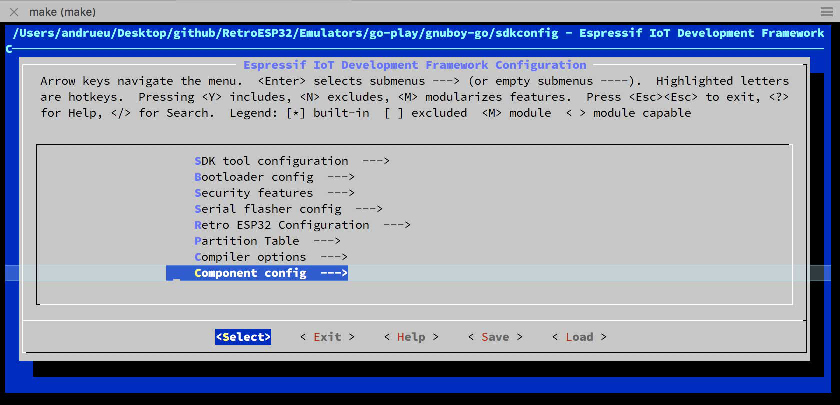 make (make)
/Users/andrueu/Desktop/github/RetroESP32/Emulators/go-play/gnuboy-go/sdkconfig - Espressif IoT Development Framework
C
Espressif IoT Development Framework Configuration
Arrow keys navigate the menu.  <Enter> selects submenus ---> (or empty submenus ----).  Highlighted letters
are hotkeys.  Pressing <Y> includes, <N> excludes, <M> modularizes features.  Press <Esc><Esc> to exit, <?>
for Help, </> for Search.  Legend: [*] built-in  [ ] excluded  <M> module  < > module capable
SDK tool configuration  --->
Bootloader config  --->
Security features  --->
Serial flasher config  --->
Retro ESP32 Configuration  --->
Partition Table  --->
Compiler options  --->
Component config  --->
<Select>    < Exit >    < Help >    < Save >    < Load >